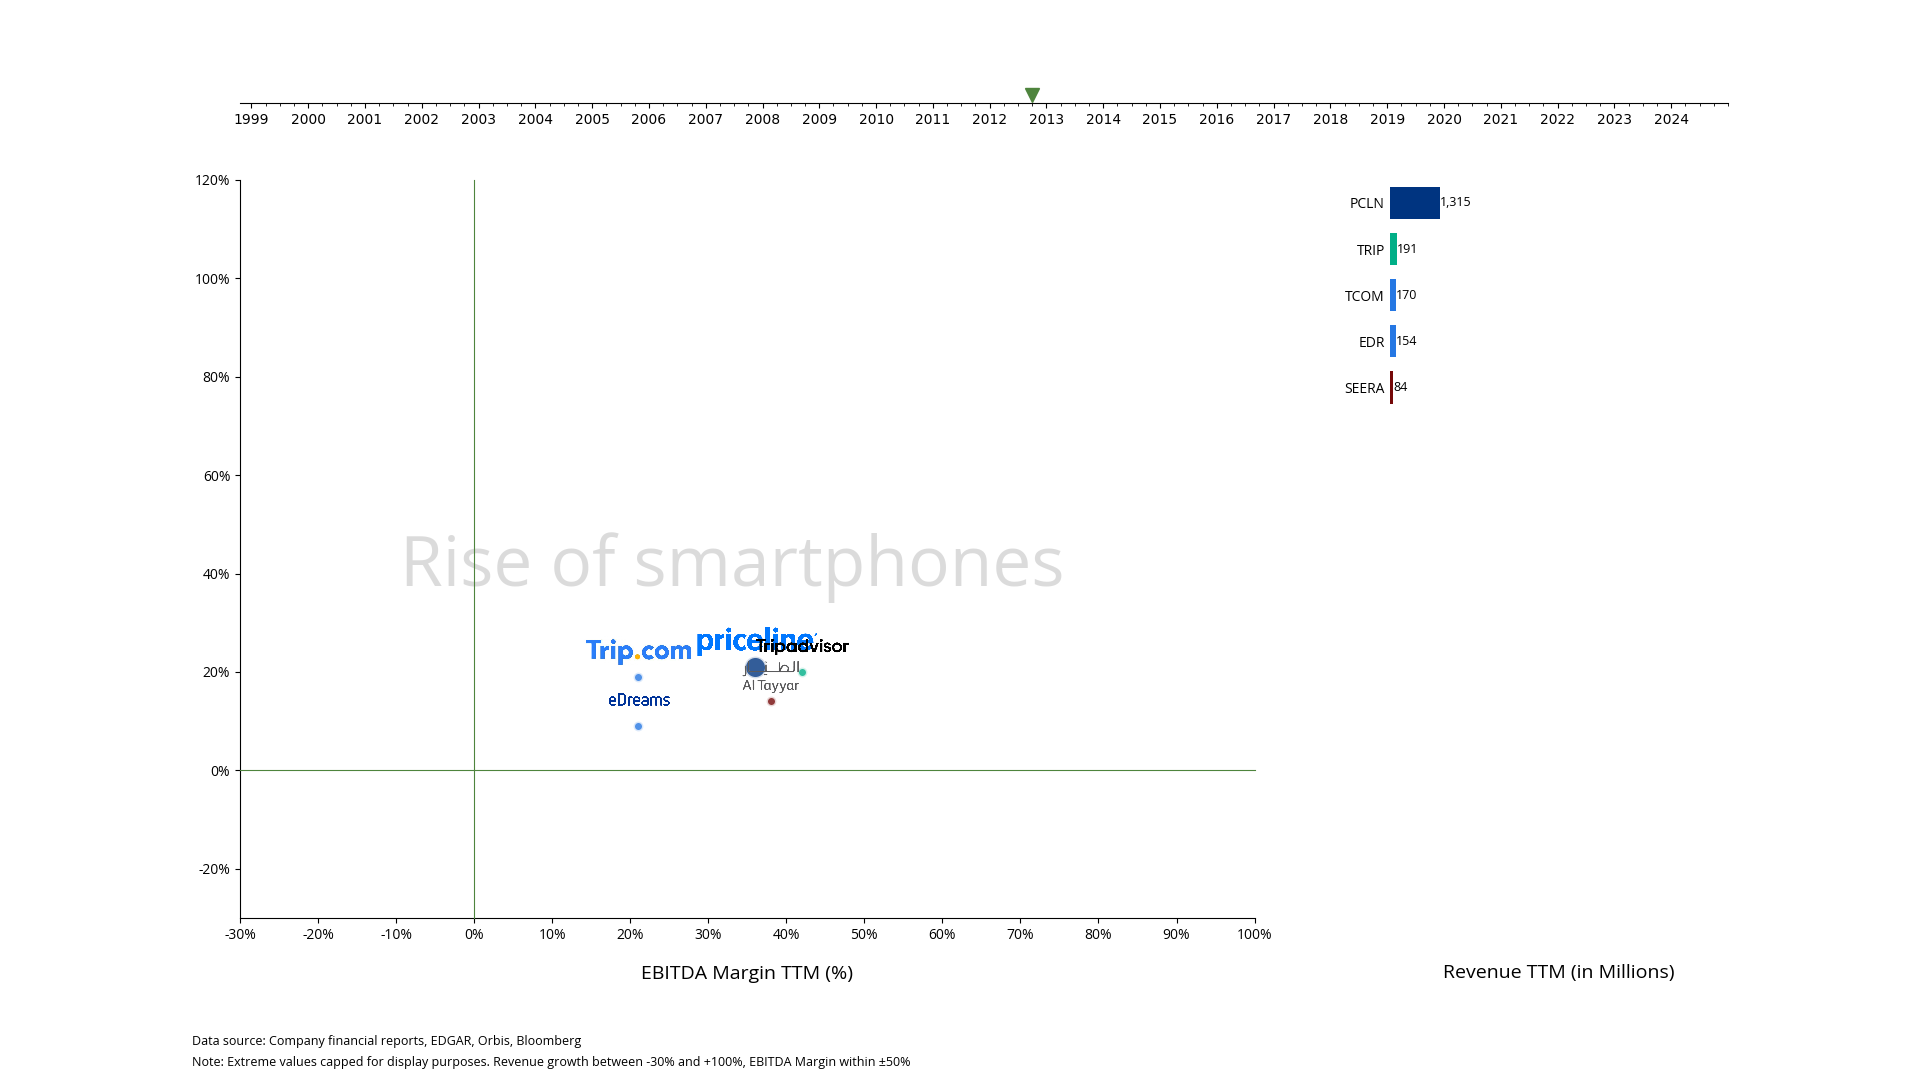 1999 2000 2001 2002 2003 2004 2005 2006 2007 2008 2009 2010 2011 2012 2013 2014 2015 2016 2017 2018 2019 2020 2021 2022 2023 2024
120%
100%
80%
60%
40%
20%
0%
-20%
Rise of smartphones
Trip.com
priceline
Tripadvisor
eDreams
Al Tayyar
-30% -20% -10% 0% 10% 20% 30% 40% 50% 60% 70% 80% 90% 100%
EBITDA Margin TTM (%)
PCLN 1,315
TRIP 191
TCOM 170
EDR 154
SEERA 84
Revenue TTM (in Millions)
Data source: Company financial reports, EDGAR, Orbis, Bloomberg
Note: Extreme values capped for display purposes. Revenue growth between -30% and +100%, EBITDA Margin within ±50%